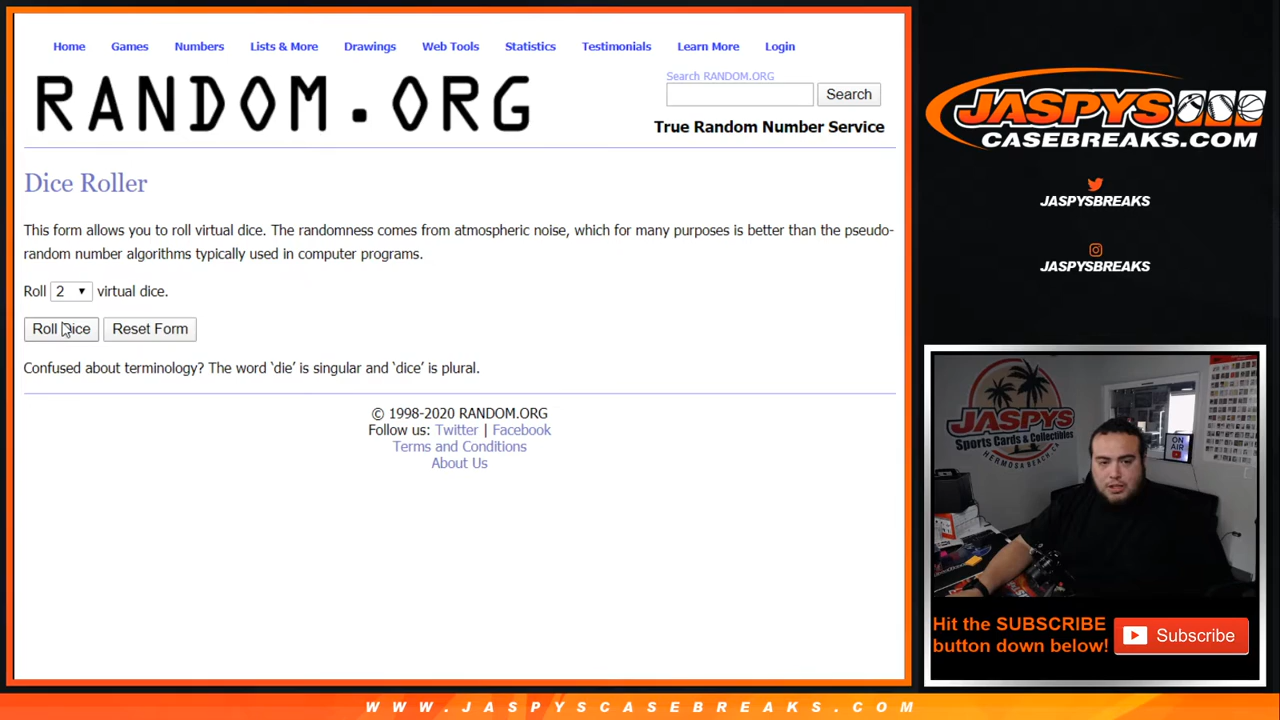 Home Games Numbers Lists & More Drawings Web Tools Statistics Testimonials Learn More Login
RANDOM.ORG
Search RANDOM.ORG
Search
True Random Number Service
Dice Roller
This form allows you to roll virtual dice. The randomness comes from atmospheric noise, which for many purposes is better than the pseudo-
random number algorithms typically used in computer programs.
Roll 2 virtual dice.
Roll Dice Reset Form
Confused about terminology? The word ‘die’ is singular and ‘dice’ is plural.
© 1998-2020 RANDOM.ORG
Follow us: Twitter | Facebook
Terms and Conditions
About Us
JASPYS
CASEBREAKS.COM
JASPYSBREAKS
JASPYSBREAKS
JASPYS
Sports Cards & Collectibles
HERMOSA BEACH, CA
ON
AIR
Hit the SUBSCRIBE
button down below!
Subscribe
WWW.JASPYSCASEBREAKS.COM